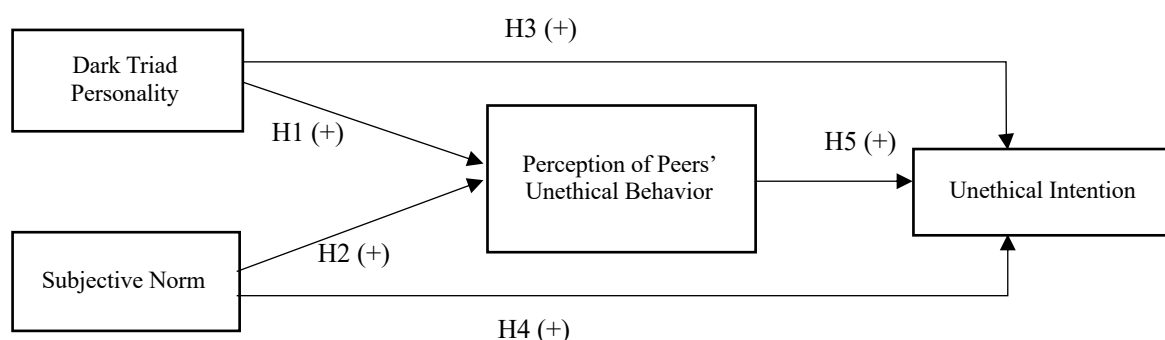 H3 (+)
Dark Triad
Personality
H1 (+)
Perception of Peers’
Unethical Behavior
H5 (+)
Unethical Intention
H2 (+)
Subjective Norm
H4 (+)